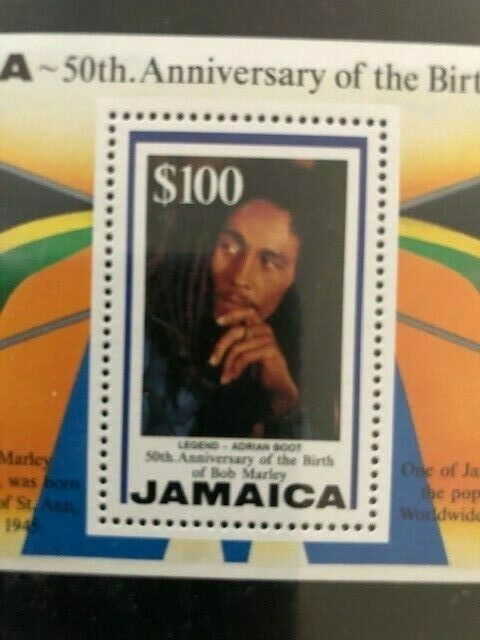 A ~ 50th. Anniversary of the Birt
$100
LEGEND - ADRIAN BOOT
50th. Anniversary of the Birth
of Bob Marley
JAMAICA
Marley
, was born
of St. Ann,
1945.
One of Ja
the pop
Worldwide